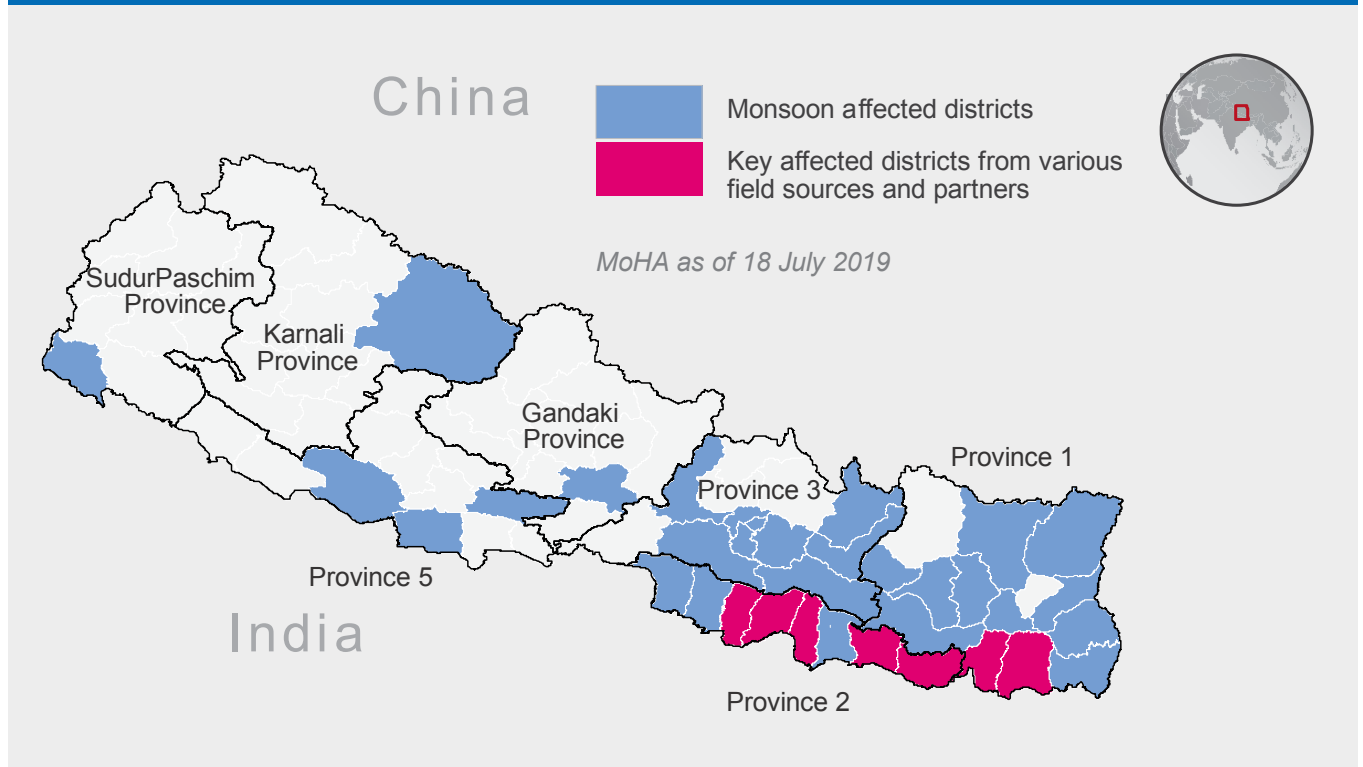 China
Monsoon affected districts
Key affected districts from various
field sources and partners
MoHA as of 18 July 2019
SudurPaschim
Province
Karnali
Province
Gandaki
Province
Province 1
Province 3
Province 5
India
Province 2